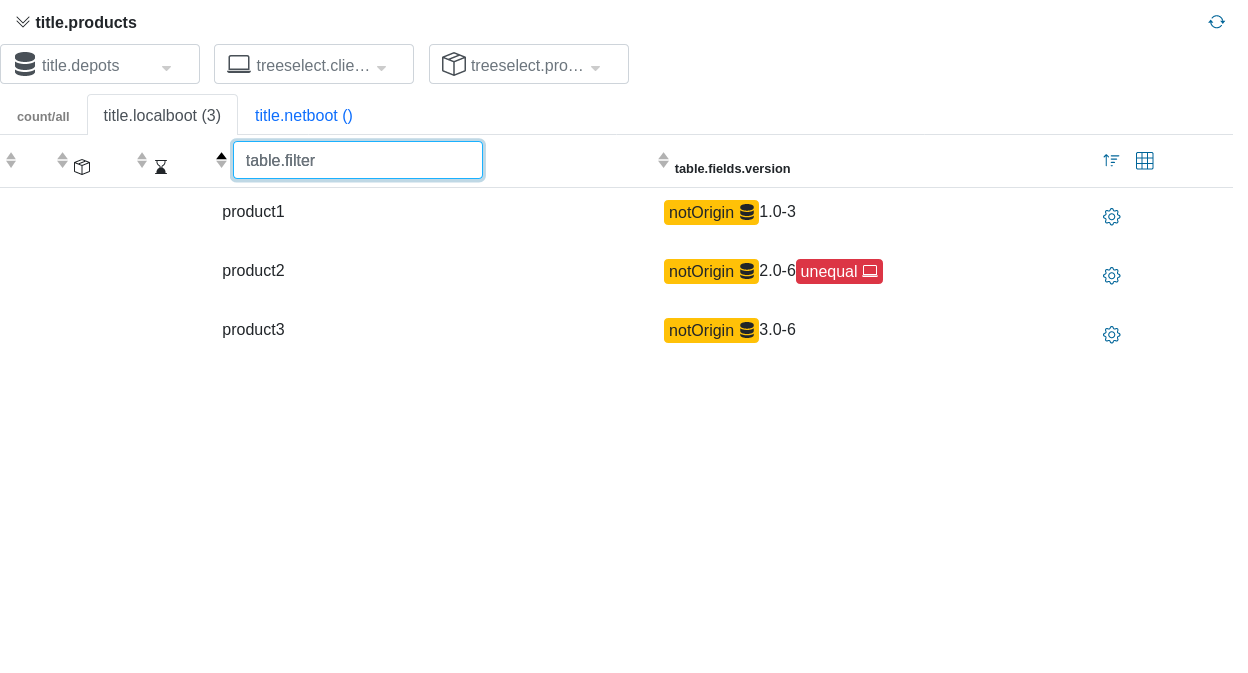 title.products
title.depots
treeselect.clie…
treeselect.pro…
count/all
title.localboot (3)
title.netboot ()
table.filter
table.fields.version
product1
notOrigin 1.0-3
product2
notOrigin 2.0-6 unequal
product3
notOrigin 3.0-6